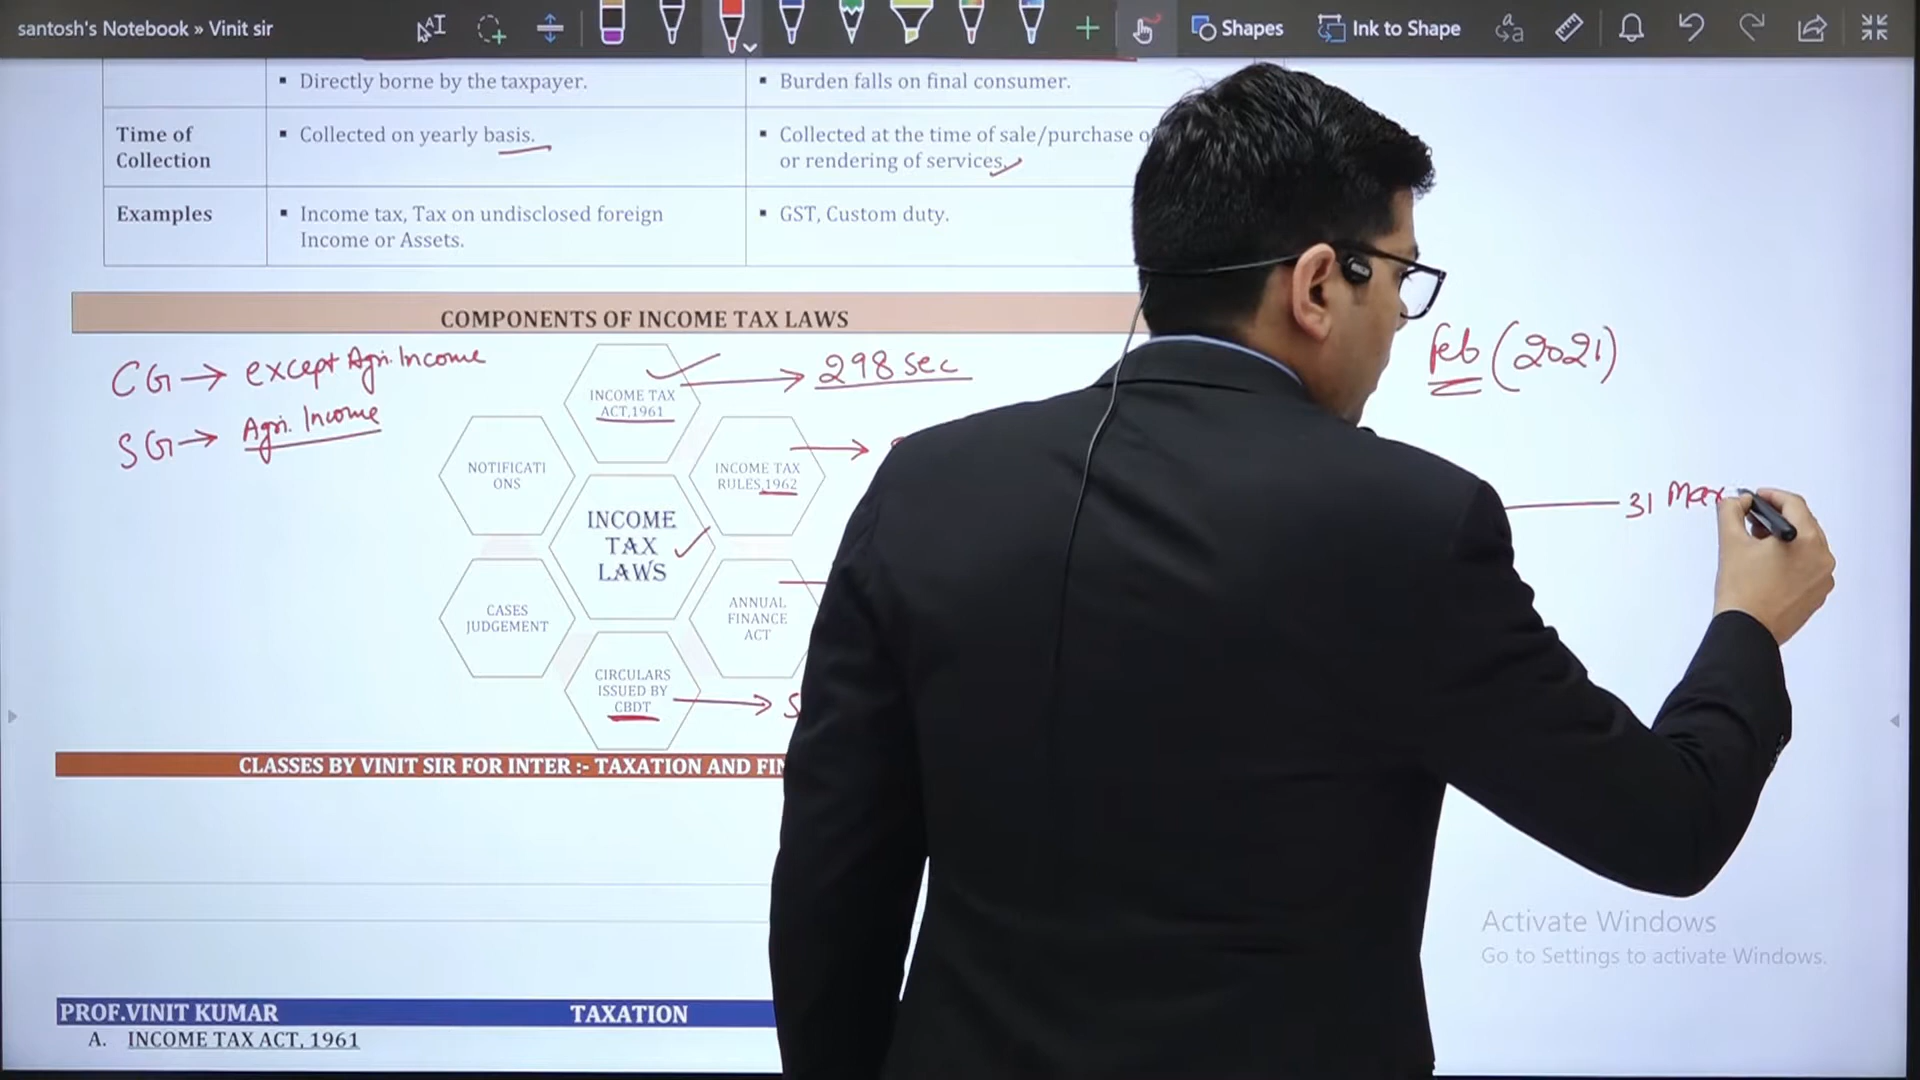 santosh's Notebook » Vinit sir
Shapes
Ink to Shape
▪ Directly borne by the taxpayer.
▪ Burden falls on final consumer.
Time of
Collection
▪ Collected on yearly basis.
▪ Collected at the time of sale/purchase
or rendering of services.
Examples
▪ Income tax, Tax on undisclosed foreign
Income or Assets.
▪ GST, Custom duty.
COMPONENTS OF INCOME TAX LAWS
CG → except Agri. Income
SG → Agri. Income
INCOME TAX
ACT,1961
298 Sec
Feb (2021)
NOTIFICATI
ONS
INCOME TAX
RULES,1962
INCOME
TAX
LAWS
31 Mar
CASES
JUDGEMENT
ANNUAL
FINANCE
ACT
CIRCULARS
ISSUED BY
CBDT
CLASSES BY VINIT SIR FOR INTER :- TAXATION AND
Activate Windows
Go to Settings to activate Windows.
PROF.VINIT KUMAR
TAXATION
A. INCOME TAX ACT, 1961